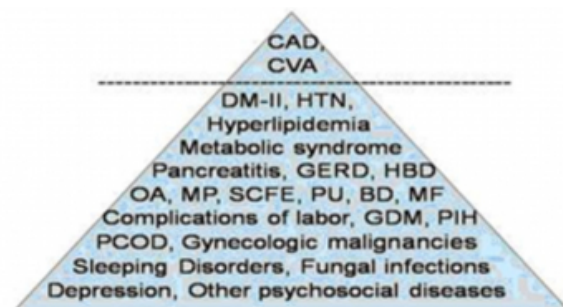 CAD,
CVA
DM-II, HTN,
Hyperlipidemia
Metabolic syndrome
Pancreatitis, GERD, HBD
OA, MP, SCFE, PU, BD, MF
Complications of labor, GDM, PIH
PCOD, Gynecologic malignancies
Sleeping Disorders, Fungal infections
Depression, Other psychosocial diseases